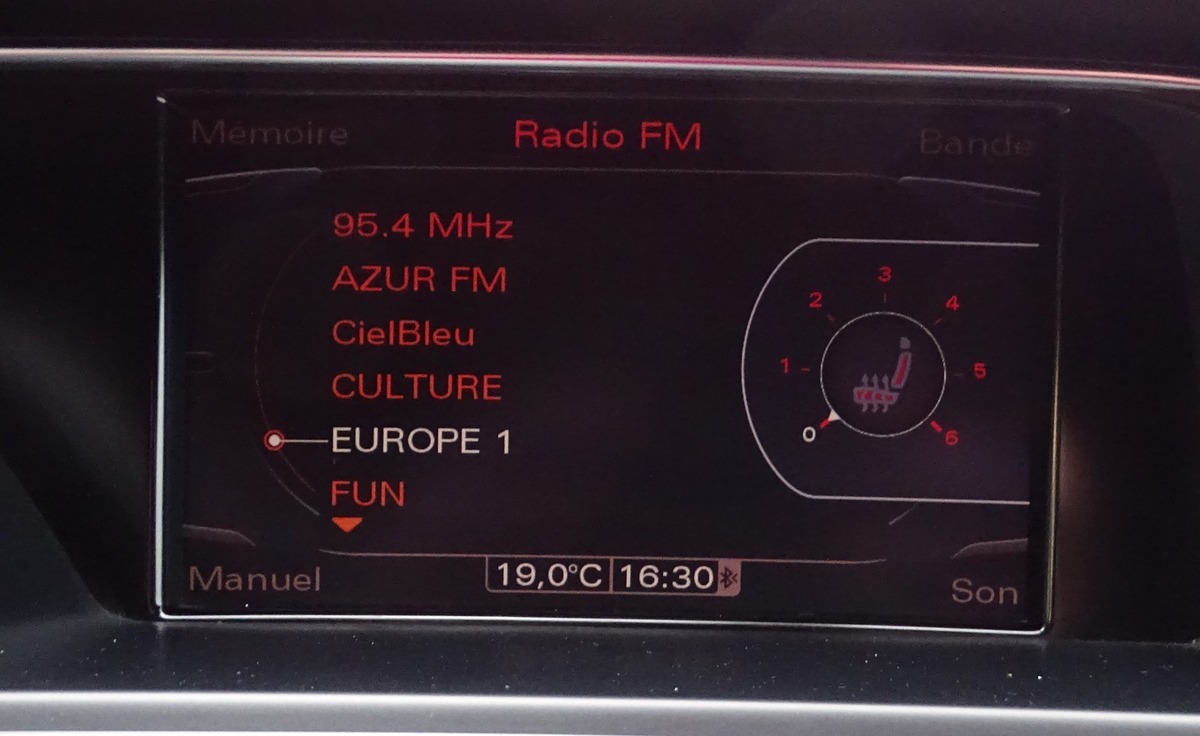 Mémoire Radio FM Bande
95.4 MHz
AZUR FM
CielBleu
CULTURE
EUROPE 1
FUN
0 1 2 3 4 5 6
Manuel 19,0°C 16:30 Son